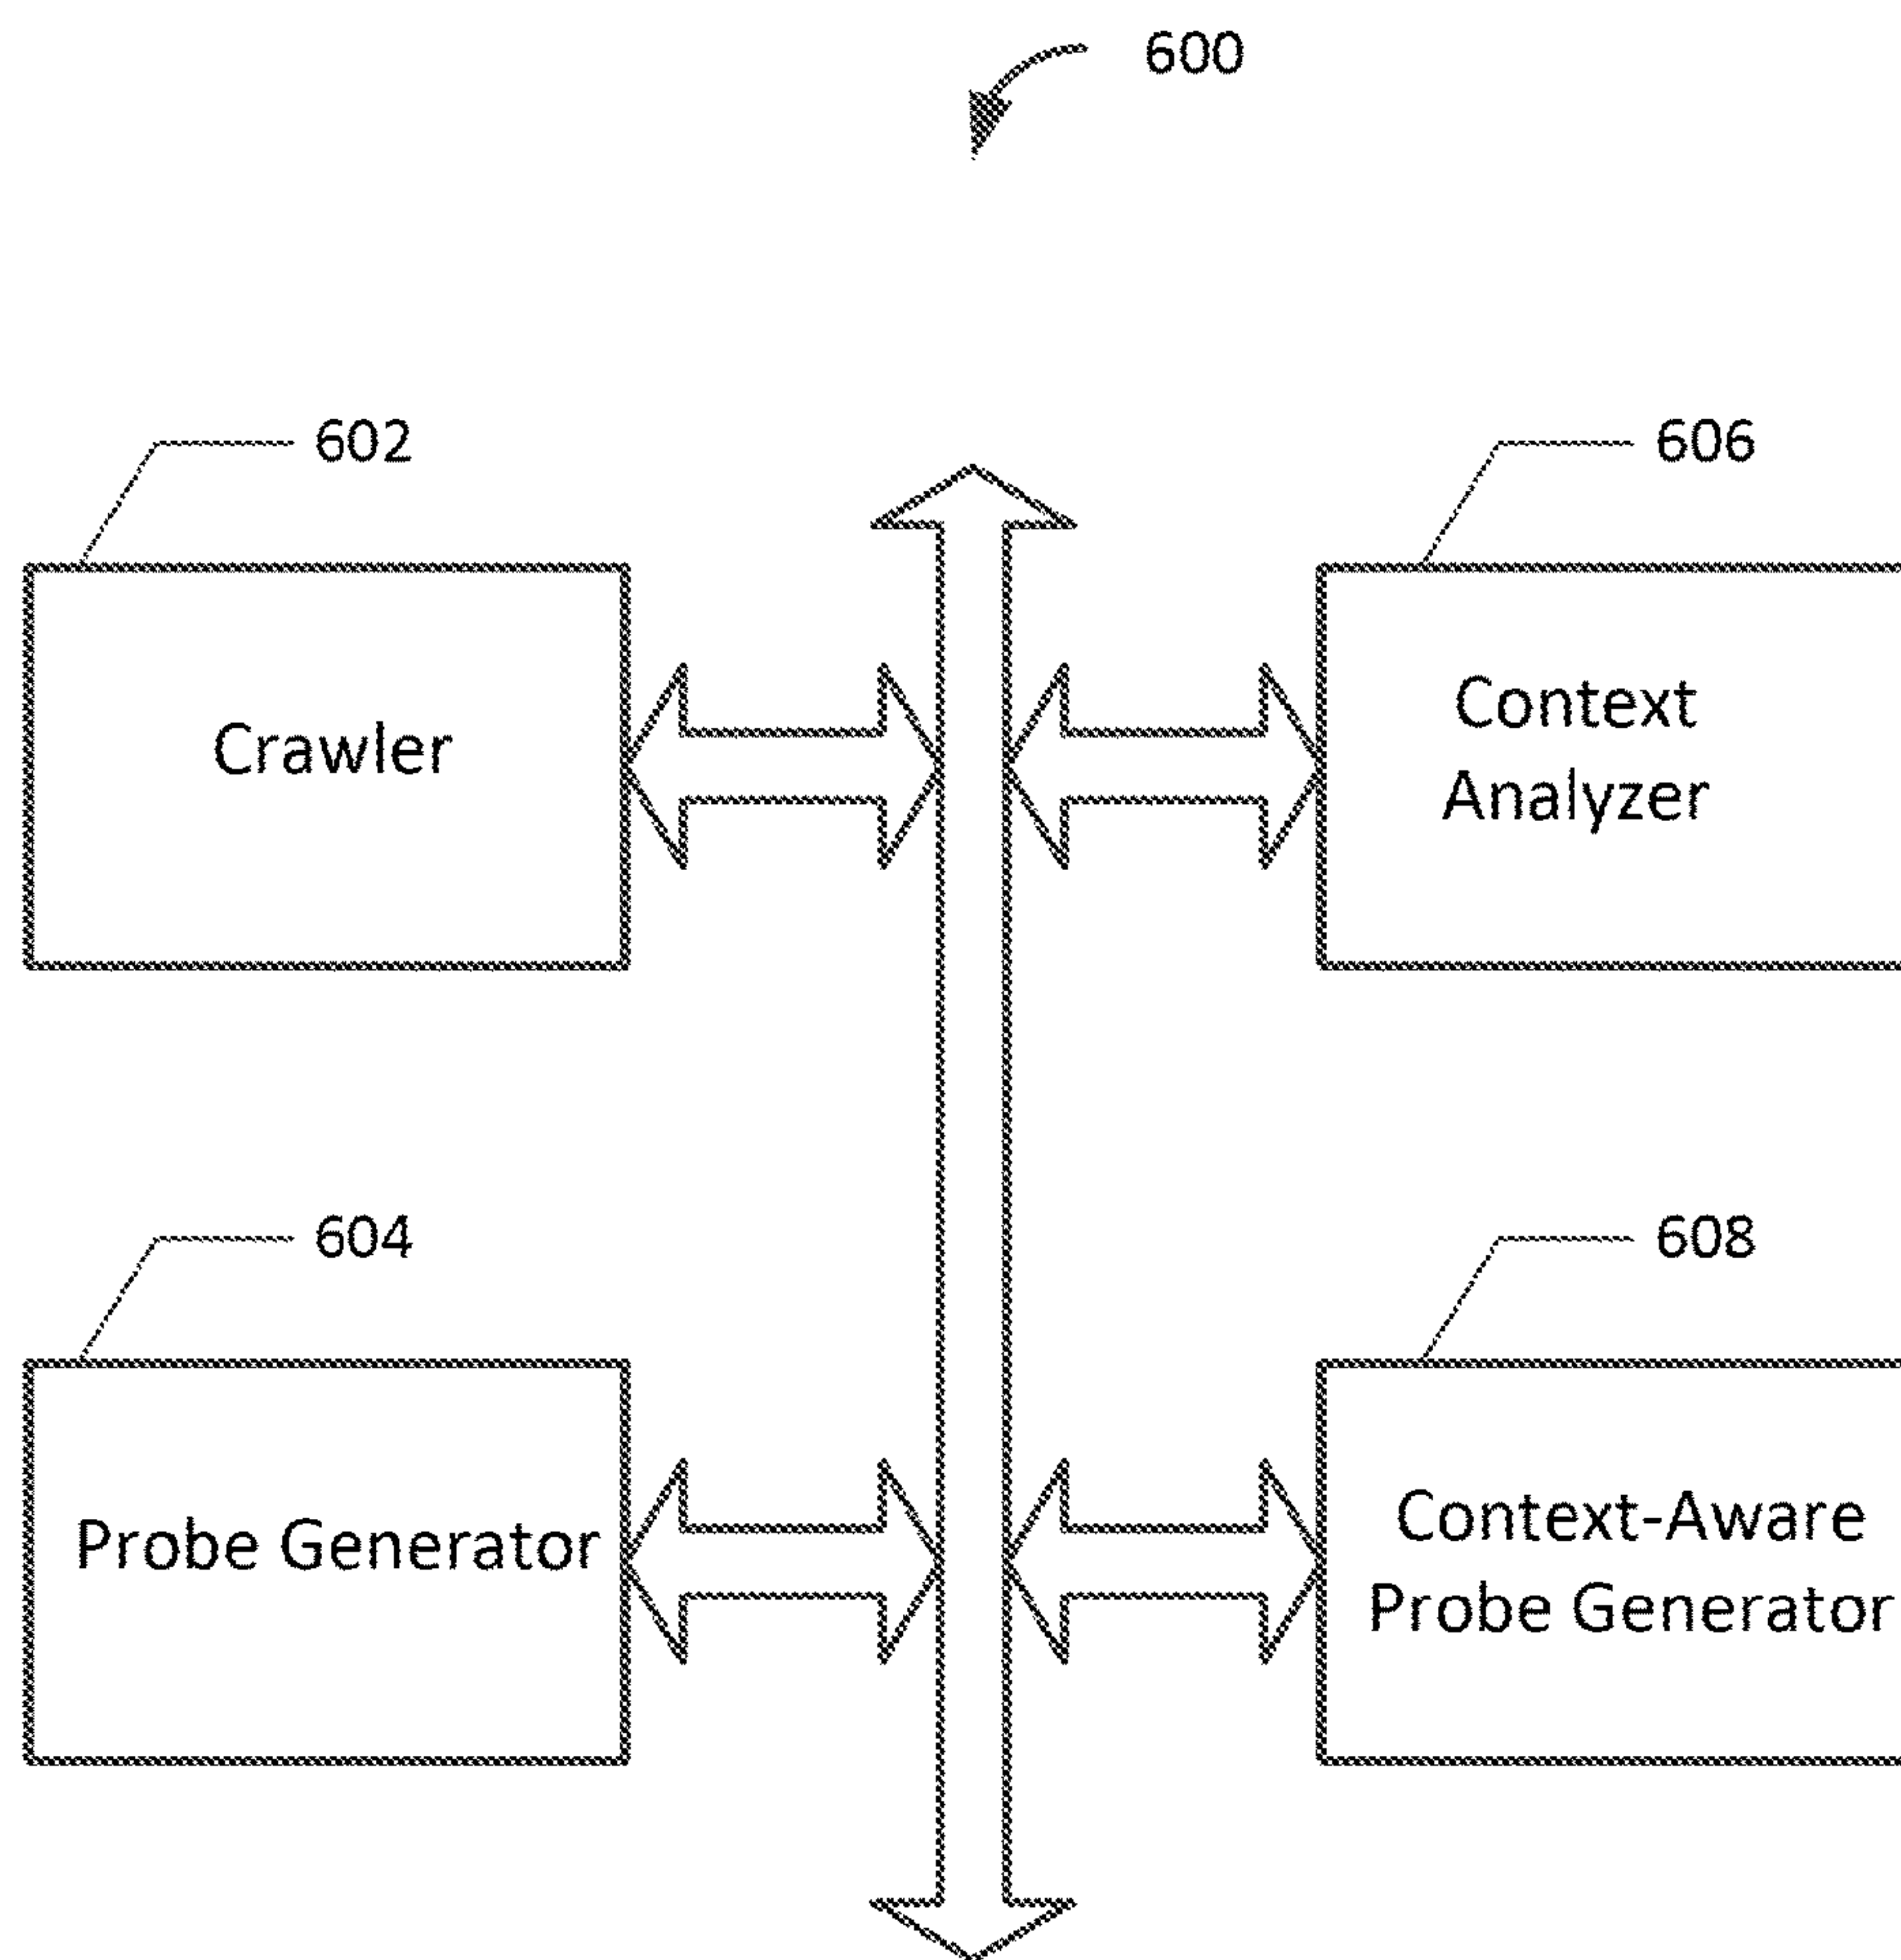 600
602
606
Crawler
Context
Analyzer
604
608
Probe Generator
Context-Aware
Probe Generator